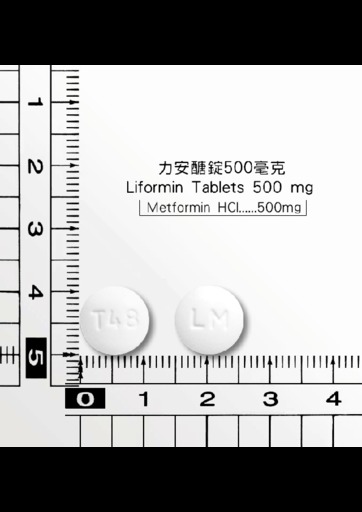 力安醣錠500毫克
Liformin Tablets 500 mg
Metformin HCl......500mg
1
2
3
4
5
T48
LM
0 1 2 3 4